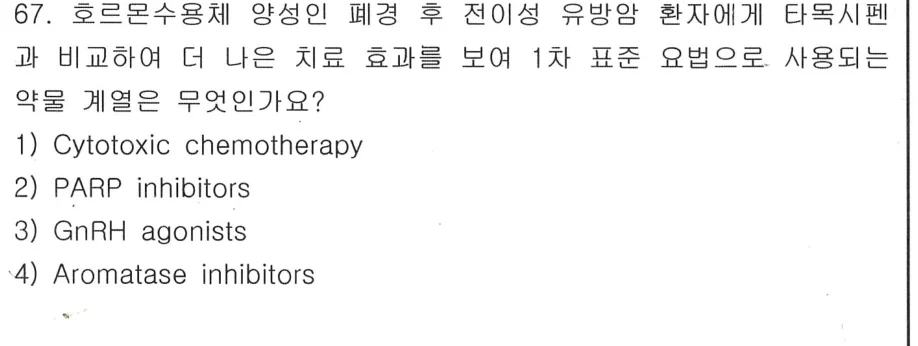 67. 호르몬수용체 양성인 폐경 후 전이성 유방암 환자에게 타목시펜
과 비교하여 더 나은 치료 효과를 보여 1차 표준 요법으로 사용되는
약물 계열은 무엇인가요?
1) Cytotoxic chemotherapy
2) PARP inhibitors
3) GnRH agonists
4) Aromatase inhibitors